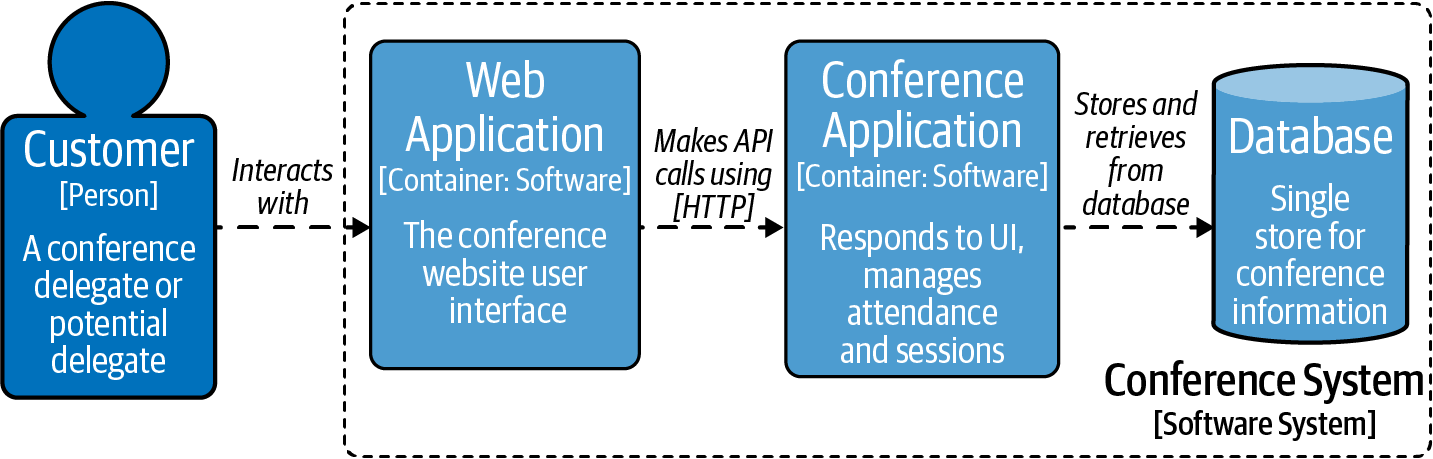 Customer
[Person]
A conference
delegate or
potential
delegate
Interacts
with
Web
Application
[Container: Software]
The conference
website user
interface
Makes API
calls using
[HTTP]
Conference
Application
[Container: Software]
Responds to UI,
manages
attendance
and sessions
Stores and
retrieves
from
database
Database
Single
store for
conference
information
Conference System
[Software System]